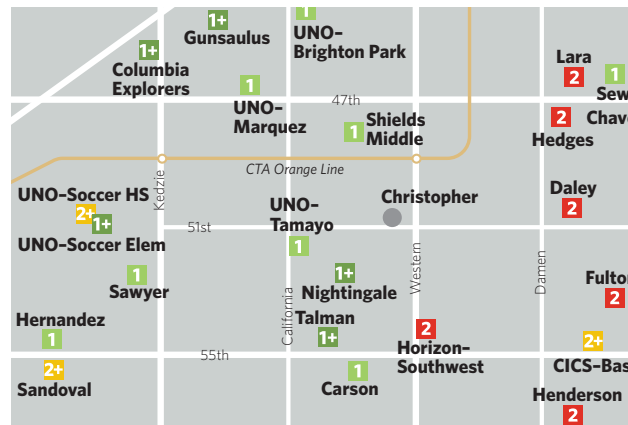 1+
Gunsaulus
1
UNO–
Brighton Park
1+
Columbia
Explorers
1
UNO–
Marquez
47th
Lara
2
1
Sew
1
Shields
Middle
2
Hedges
Chav
CTA Orange Line
Kedzie
UNO–Soccer HS
2+
1+
UNO–Soccer Elem
51st
UNO–
Tamayo
1
Christopher
Daley
2
1
Sawyer
1+
Nightingale
California
Western
Damen
Fulto
2
Hernandez
1
Talman
1+
2
Horizon–
Southwest
2+
CICS–Bas
55th
2+
Sandoval
1
Carson
Henderson
2